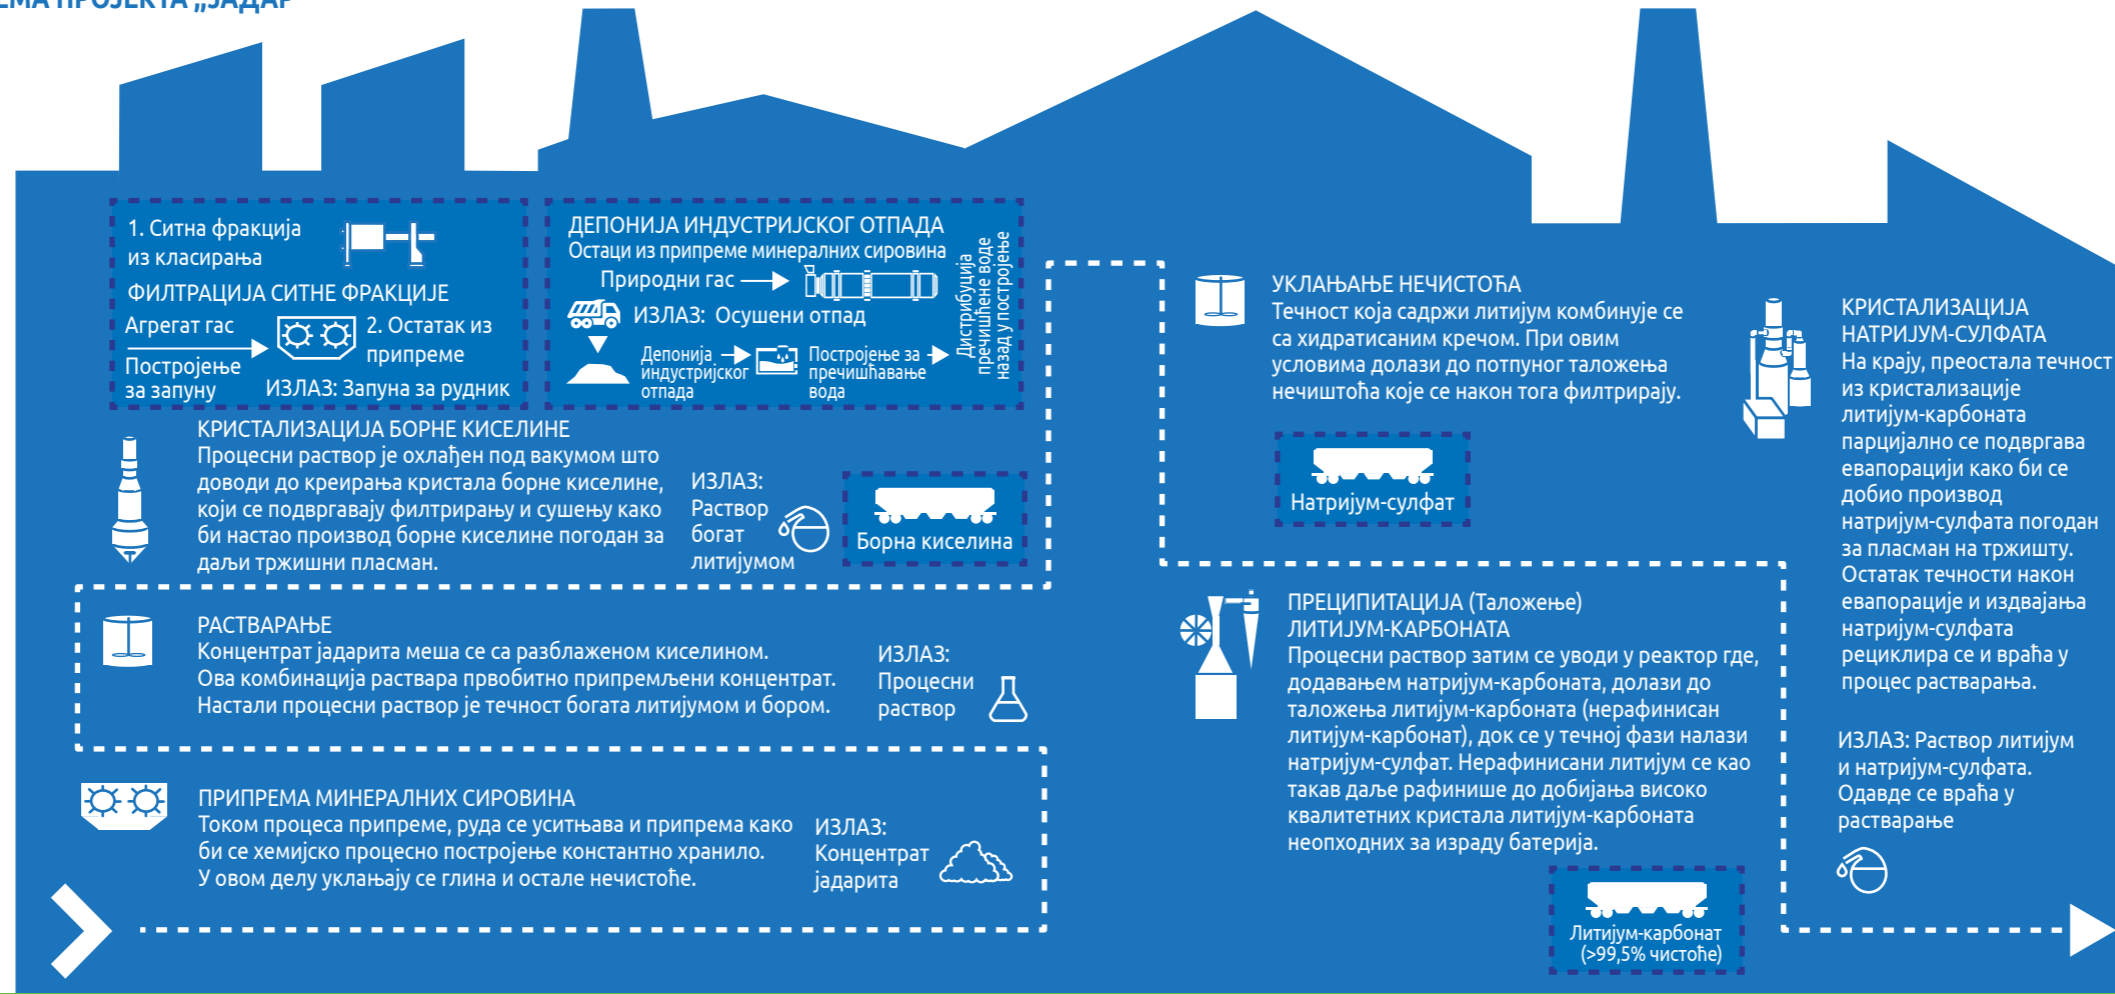 ЕМА ПРОЈЕКТА „ЈАДАР“
1. Ситна фракција
из класирања
ФИЛТРАЦИЈА СИТНЕ ФРАКЦИЈЕ
Агрегат гас
Постројење
за запуну
2. Остатак из
припреме
ИЗЛАЗ: Запуна за рудник
ДЕПОНИЈА ИНДУСТРИЈСКОГ ОТПАДА
Остаци из припреме минералних сировина
Природни гас
ИЗЛАЗ: Осушени отпад
Депонија
индустријског
отпада
Постројење за
пречишћавање
вода
Дистрибуција
пречишћене воде
назад у постројење
КРИСТАЛИЗАЦИЈА БОРНЕ КИСЕЛИНЕ
Процесни раствор је охлађен под вакумом што
доводи до креирања кристала борне киселине,
који се подвргавају филтрирању и сушењу како
би настао производ борне киселине погодан за
даљи тржишни пласман.
ИЗЛАЗ:
Раствор
богат
литијумом
Борна киселина
РАСТВАРАЊЕ
Концентрат јадарита меша се са разблаженом киселином.
Ова комбинација раствара првобитно припремљени концентрат.
Настали процесни раствор је течност богата литијумом и бором.
ИЗЛАЗ:
Процесни
раствор
ПРИПРЕМА МИНЕРАЛНИХ СИРОВИНА
Током процеса припреме, руда се уситњава и припрема како
би се хемијско процесно постројење константно хранило.
У овом делу уклањају се глина и остале нечистоће.
ИЗЛАЗ:
Концентрат
јадарита
УКЛАЊАЊЕ НЕЧИСТОЋА
Течност која садржи литијум комбинује се
са хидратисаним кречом. При овим
условима долази до потпуног таложења
нечиштоћа које се након тога филтрирају.
Натријум-сулфат
ПРЕЦИПИТАЦИЈА (Таложење)
ЛИТИЈУМ-КАРБОНАТА
Процесни раствор затим се уводи у реактор где,
додавањем натријум-карбоната, долази до
таложења литијум-карбоната (нерафинисан
литијум-карбонат), док се у течној фази налази
натријум-сулфат. Нерафинисани литијум се као
такав даље рафинише до добијања високо
квалитетних кристала литијум-карбоната
неопходних за израду батерија.
Литијум-карбонат
(>99,5% чистоће)
КРИСТАЛИЗАЦИЈА
НАТРИЈУМ-СУЛФАТА
На крају, преостала течност
из кристализације
литијум-карбоната
парцијално се подвргава
евапорацији како би се
добио производ
натријум-сулфата погодан
за пласман на тржишту.
Остатак течности након
евапорације и издвајања
натријум-сулфата
рециклира се и враћа у
процес растварања.
ИЗЛАЗ: Раствор литијум
и натријум-сулфата.
Одавде се враћа у
растварање